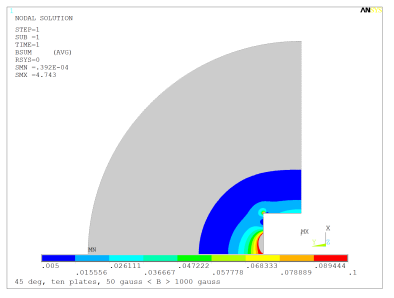 1
AN
NODAL SOLUTION
STEP=1
SUB =1
TIME=1
BSUM (AVG)
RSYS=0
SMN =.392E-04
SMX =4.743
MX
X
MN
.005 .026111 .047222 .068333 .089444
.015556 .036667 .057778 .078889 .1
45 deg, ten plates, 50 gauss < B > 1000 gauss